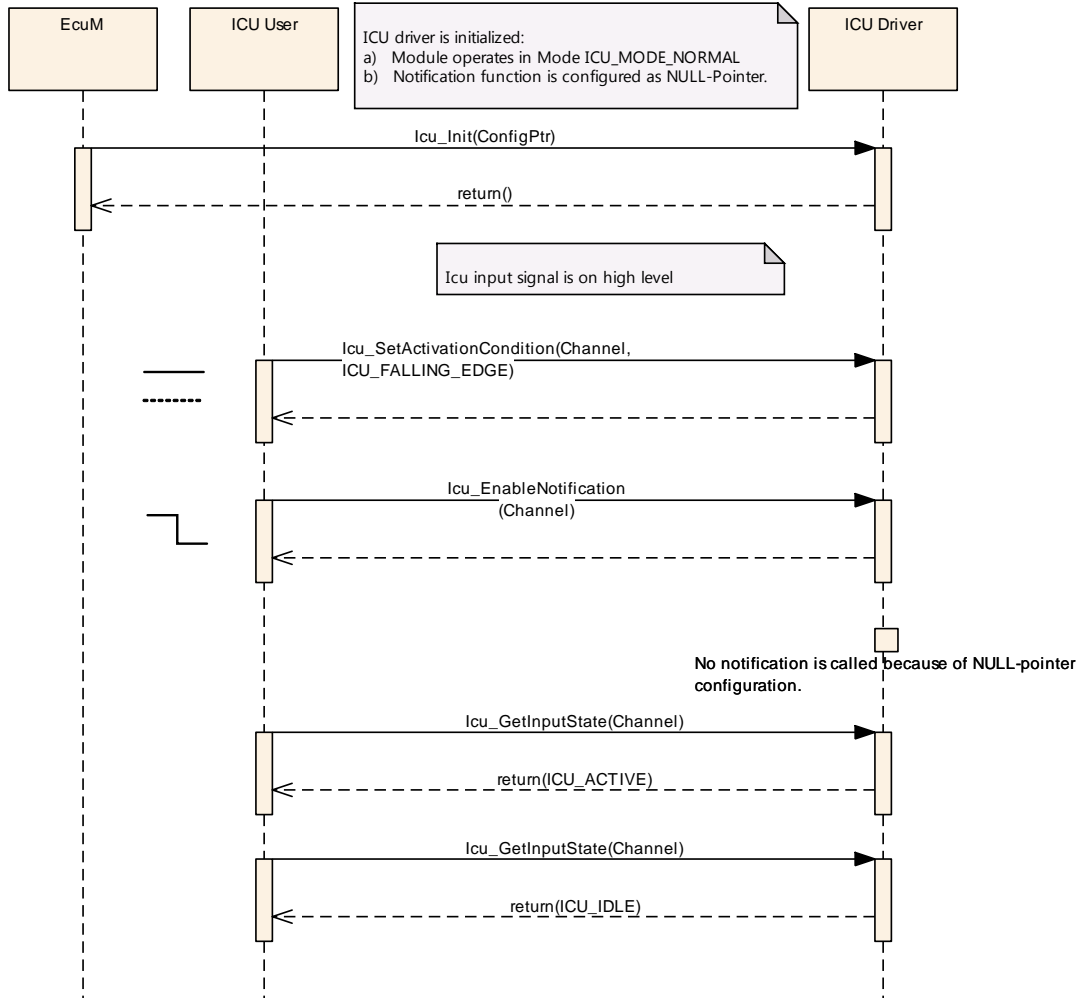 EcuM
ICU User
ICU driver is initialized:
a) Module operates in Mode ICU_MODE_NORMAL
b) Notification function is configured as NULL-Pointer.
ICU Driver
Icu_Init(ConfigPtr)
return()
Icu input signal is on high level
Icu_SetActivationCondition(Channel,
ICU_FALLING_EDGE)
Icu_EnableNotification
(Channel)
No notification is called because of NULL-pointer
configuration.
Icu_GetInputState(Channel)
return(ICU_ACTIVE)
Icu_GetInputState(Channel)
return(ICU_IDLE)